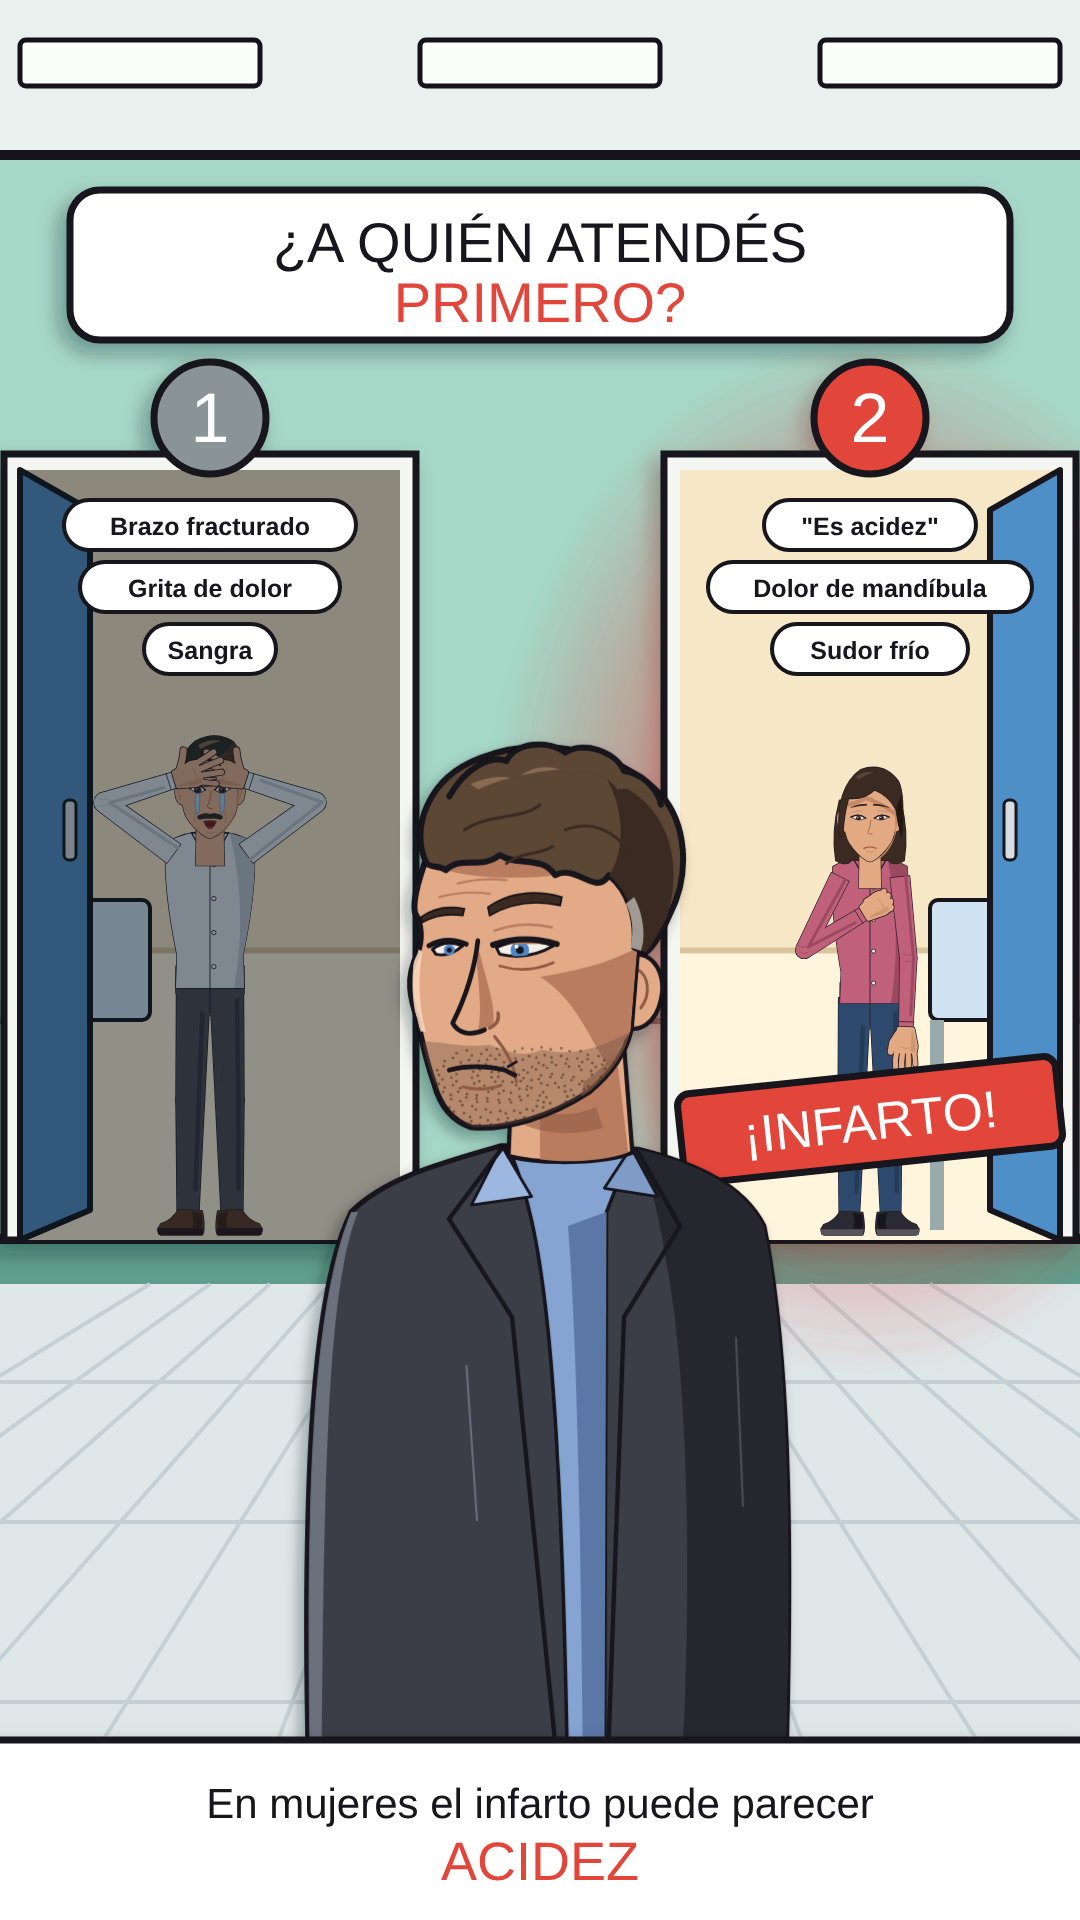 ¿A QUIÉN ATENDÉS
PRIMERO?
1
2
Brazo fracturado
Grita de dolor
Sangra
"Es acidez"
Dolor de mandíbula
Sudor frío
¡INFARTO!
En mujeres el infarto puede parecer
ACIDEZ